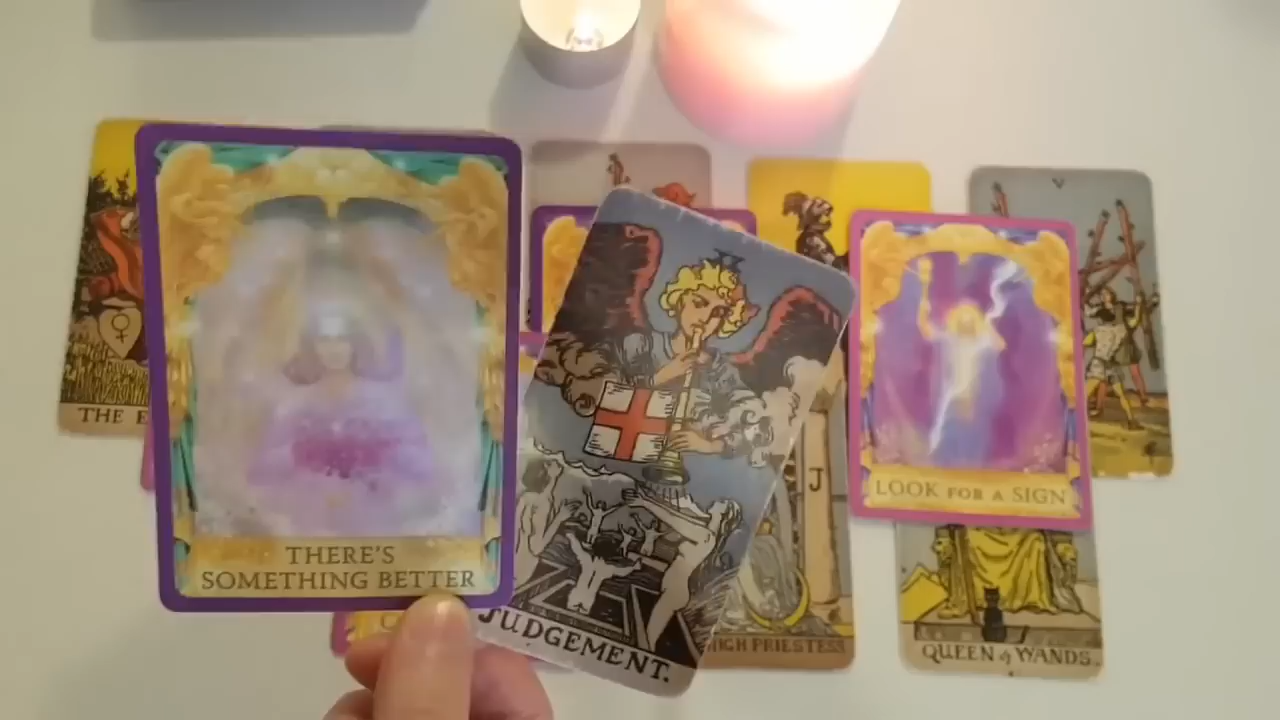 THERE'S
SOMETHING BETTER
JUDGEMENT.
LOOK FOR A SIGN
V
J
HIGH PRIESTESS
QUEEN of WANDS.
THE E